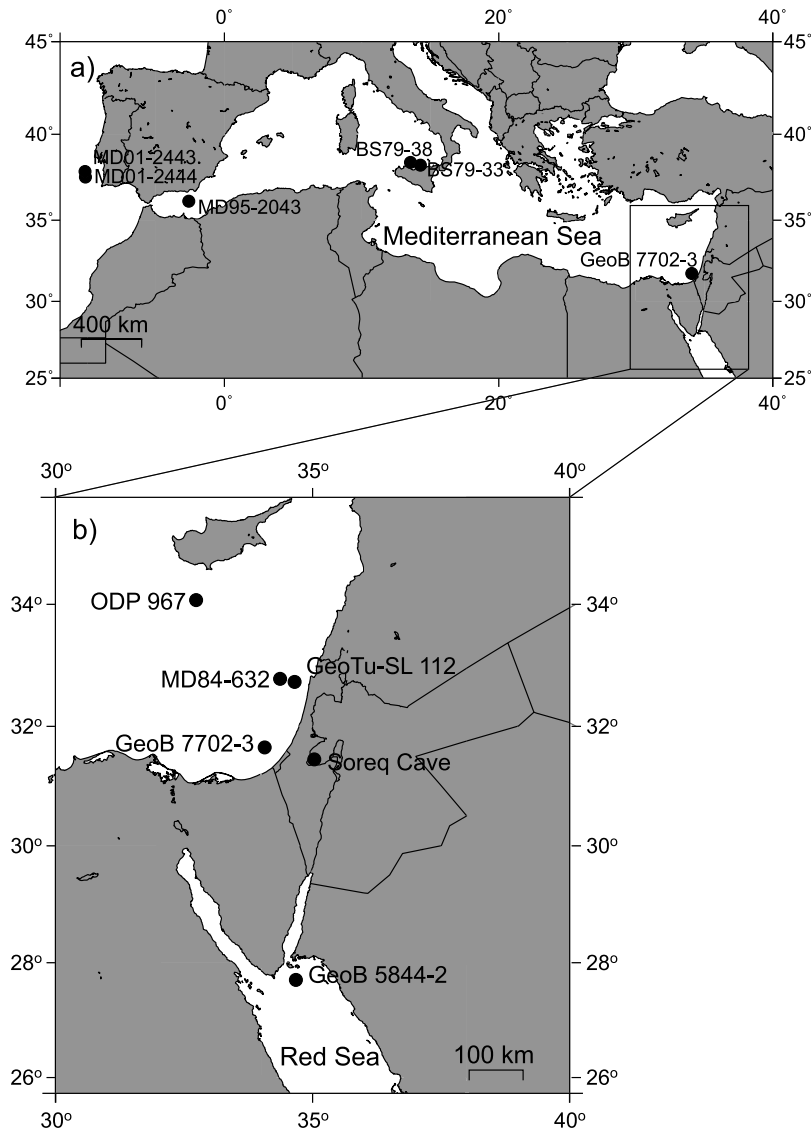 0° 20° 40°
45° 45°
a)
40° 40°
MD01-2443
MD01-2444
BS79-38
BS79-33
35° 35°
MD95-2043
Mediterranean Sea
GeoB 7702-3
30° 30°
400 km
25° 25°
0° 20° 40°
30° 35° 40°
b)
34° 34°
ODP 967
GeoTu-SL 112
MD84-632
32° 32°
GeoB 7702-3
Soreq Cave
30° 30°
28° 28°
GeoB 5844-2
Red Sea
100 km
26° 26°
30° 35° 40°